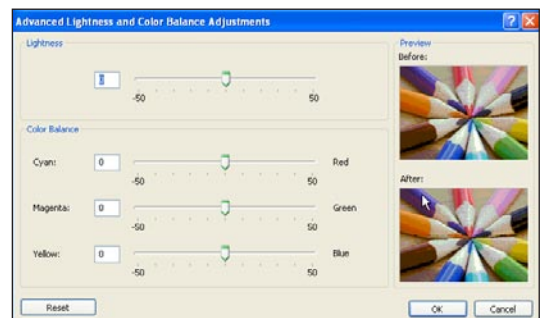 Advanced Lightness and Color Balance Adjustments
Lightness
0
-50 50
Color Balance
Cyan: 0 Red
-50 50
Magenta: 0 Green
-50 50
Yellow: 0 Blue
-50 50
Preview
Before:
After:
Reset OK Cancel